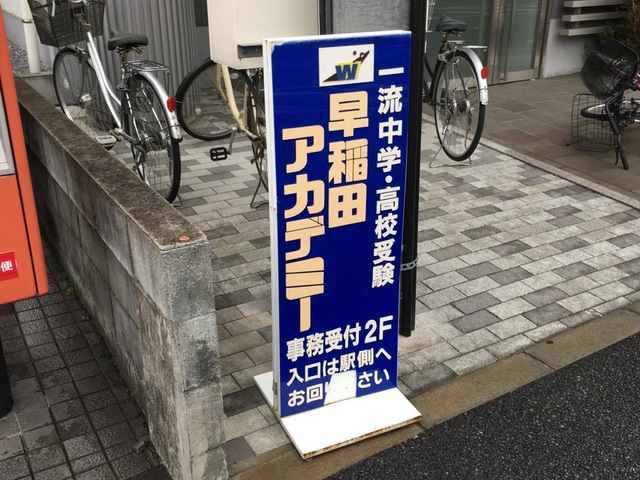 W
一流中学・高校受験
早稲田
アカデミー
事務受付2F
入口は駅側へ
お回りさい
便